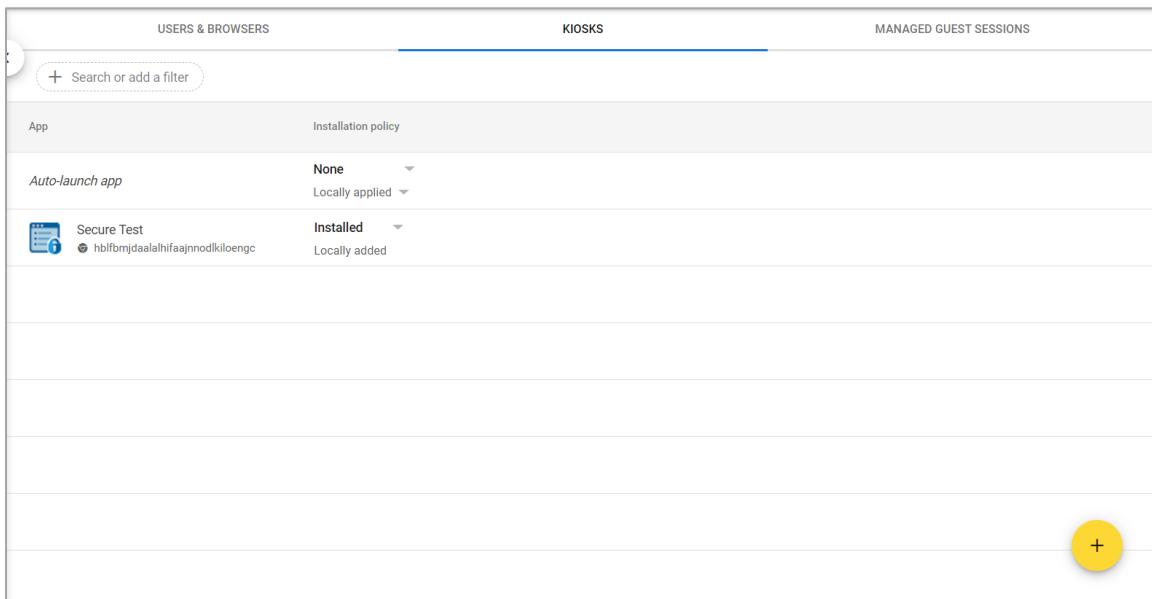 USERS & BROWSERS
KIOSKS
MANAGED GUEST SESSIONS
Search or add a filter
App
Installation policy
Auto-launch app
None
Locally applied
Secure Test
hblfbmjdaalalhifaajnnodlkiloengc
Installed
Locally added